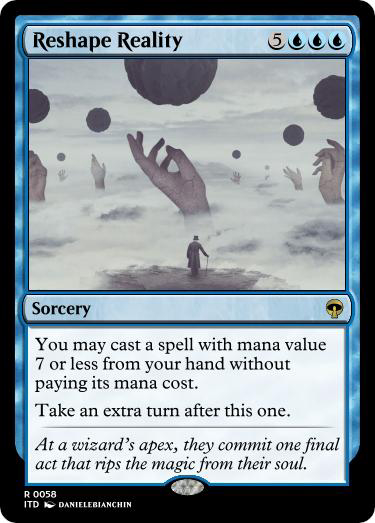 Reshape Reality 5
Sorcery
You may cast a spell with mana value
7 or less from your hand without
paying its mana cost.
Take an extra turn after this one.
At a wizard's apex, they commit one final
act that rips the magic from their soul.
R 0058
ITD DANIELEBIANCHIN